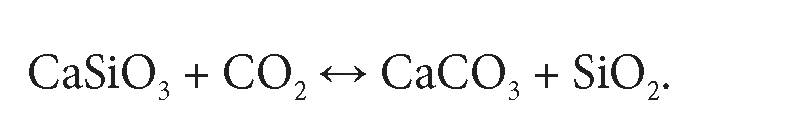 CaSiO₃ + CO₂ ↔ CaCO₃ + SiO₂.